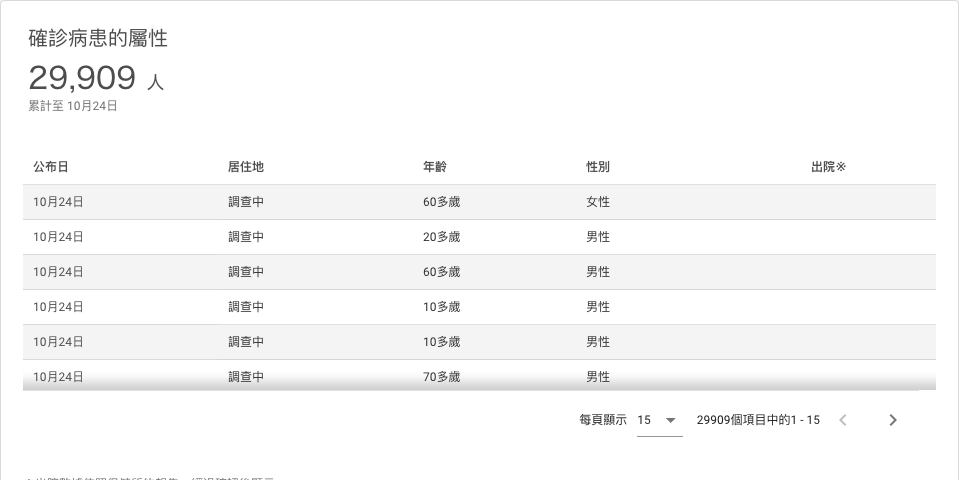 確診病患的屬性
29,909 人
累計至 10月24日
公布日 居住地 年齡 性別 出院※
10月24日 調查中 60多歲 女性
10月24日 調查中 20多歲 男性
10月24日 調查中 60多歲 男性
10月24日 調查中 10多歲 男性
10月24日 調查中 10多歲 男性
10月24日 調查中 70多歲 男性
每頁顯示 15 29909個項目中的1 - 15